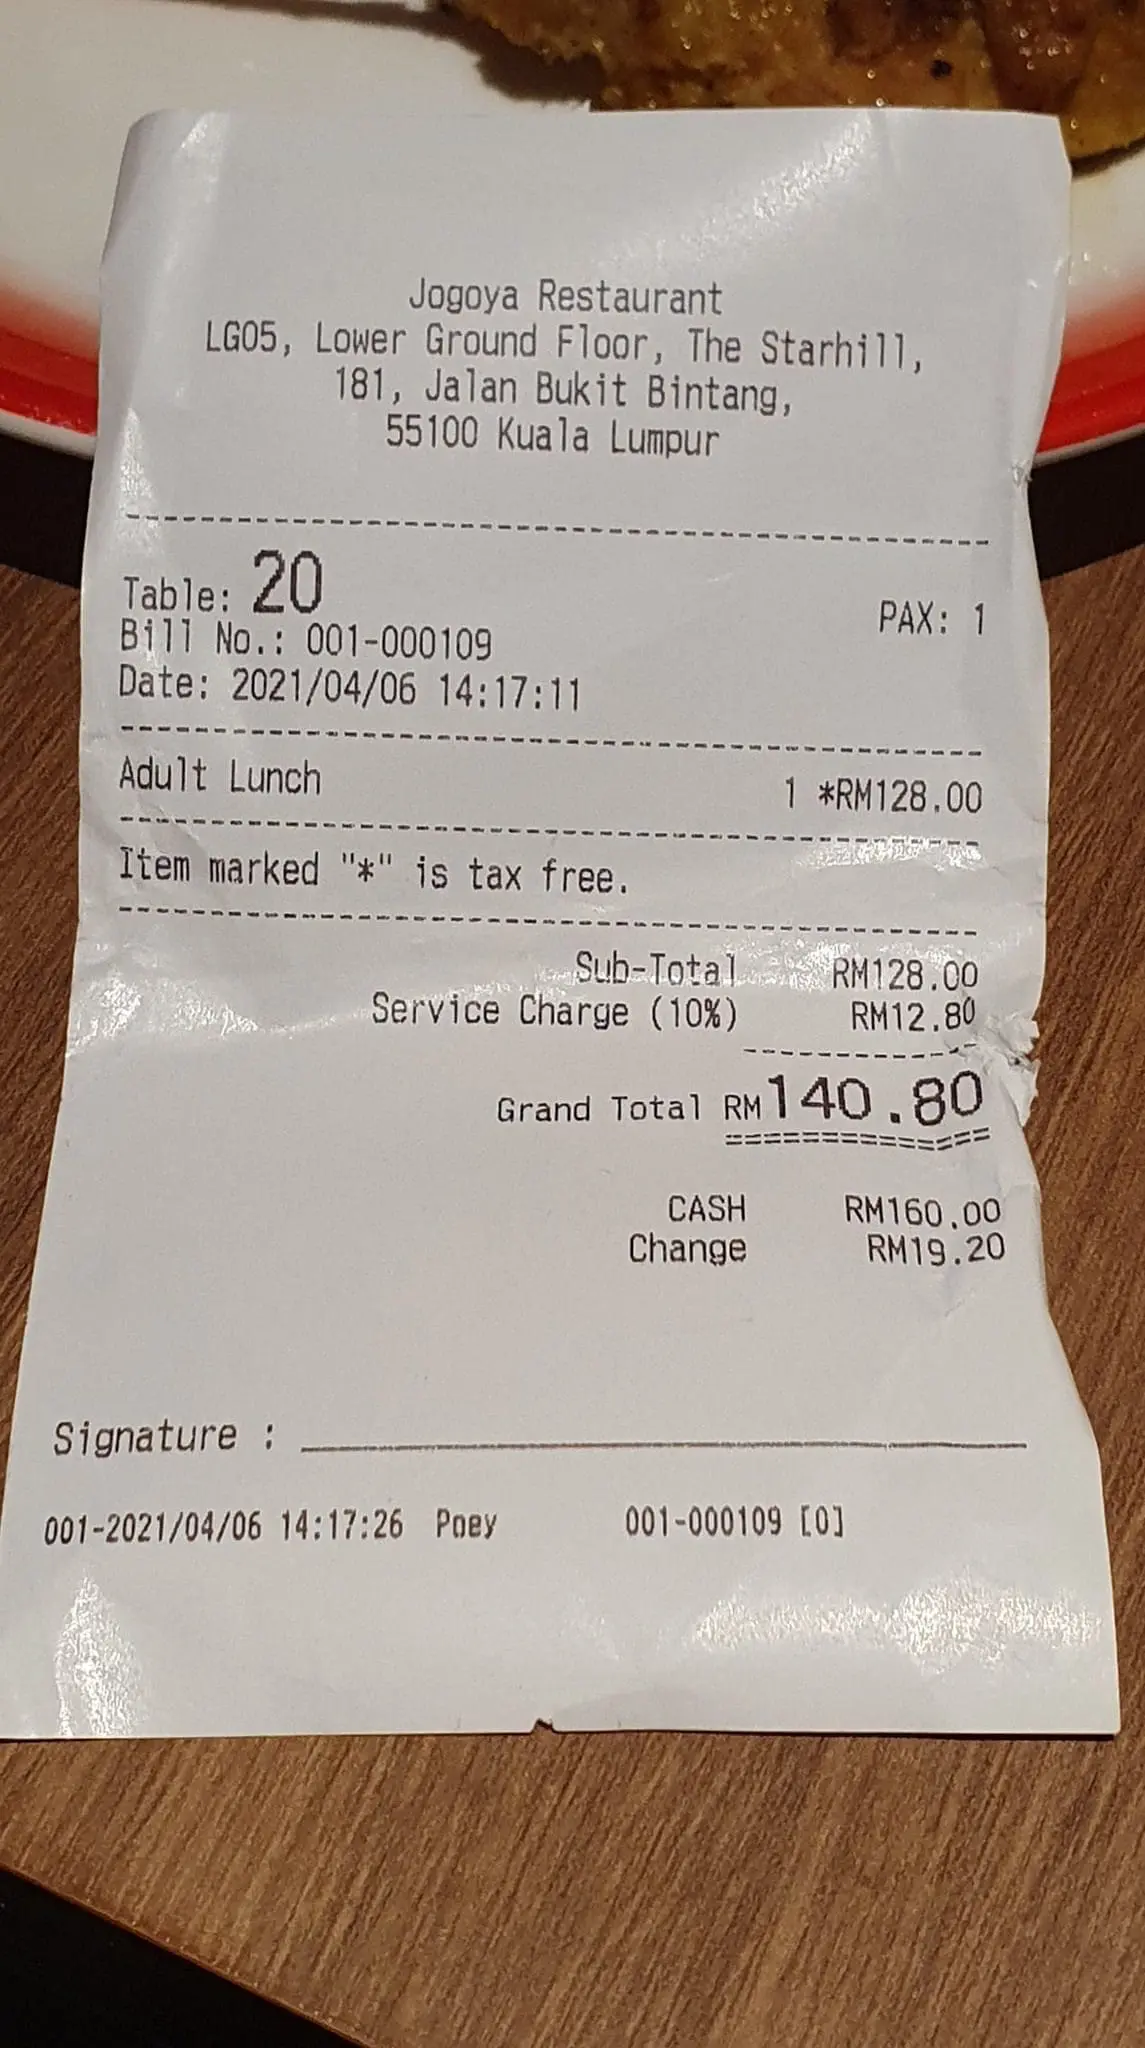 Jogoya Restaurant
LG05, Lower Ground Floor, The Starhill,
181, Jalan Bukit Bintang,
55100 Kuala Lumpur
Table: 20 PAX: 1
Bill No.: 001-000109
Date: 2021/04/06 14:17:11
Adult Lunch 1 *RM128.00
Item marked "*" is tax free.
Sub-Total RM128.00
Service Charge (10%) RM12.80
Grand Total RM140.80
CASH RM160.00
Change RM19.20
Signature :
001-2021/04/06 14:17:26 Poey 001-000109 [0]